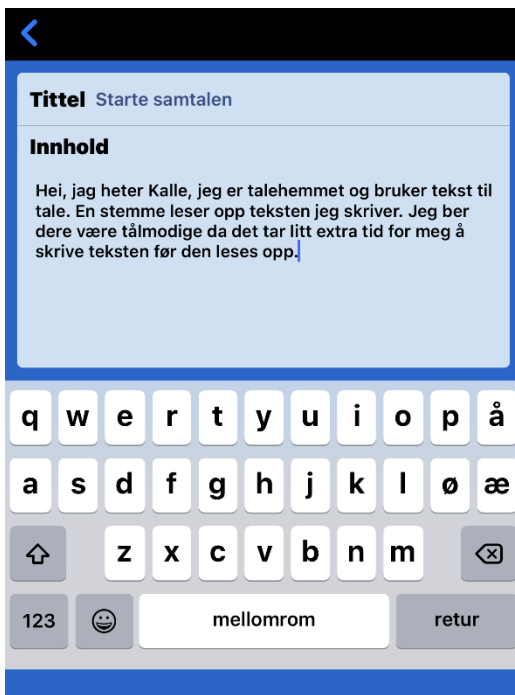 Tittel Starte samtalen
Innhold
Hei, jag heter Kalle, jeg er talehemmet og bruker tekst til
tale. En stemme leser opp teksten jeg skriver. Jeg ber
dere være tålmodige da det tar litt extra tid for meg å
skrive teksten før den leses opp.
q w e r t y u i o p å
a s d f g h j k l ø æ
z x c v b n m
123 mellomrom retur